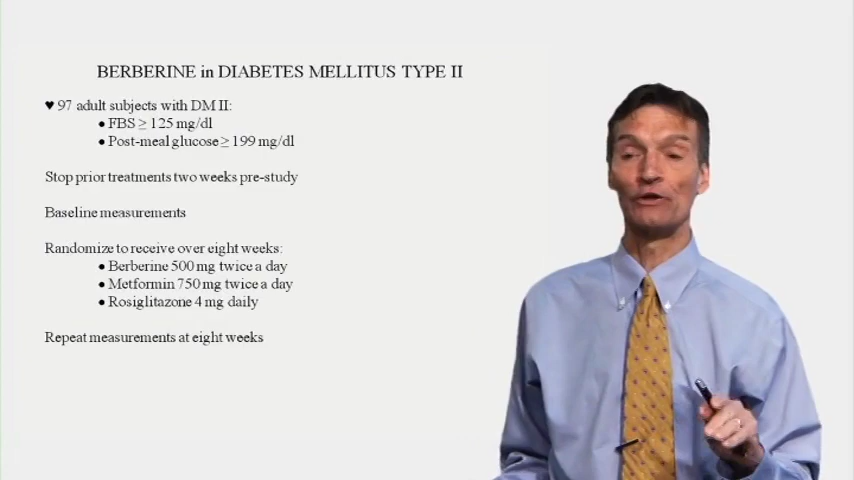 BERBERINE in DIABETES MELLITUS TYPE II
♥ 97 adult subjects with DM II:
● FBS ≥ 125 mg/dl
● Post-meal glucose ≥ 199 mg/dl
Stop prior treatments two weeks pre-study
Baseline measurements
Randomize to receive over eight weeks:
● Berberine 500 mg twice a day
● Metformin 750 mg twice a day
● Rosiglitazone 4 mg daily
Repeat measurements at eight weeks